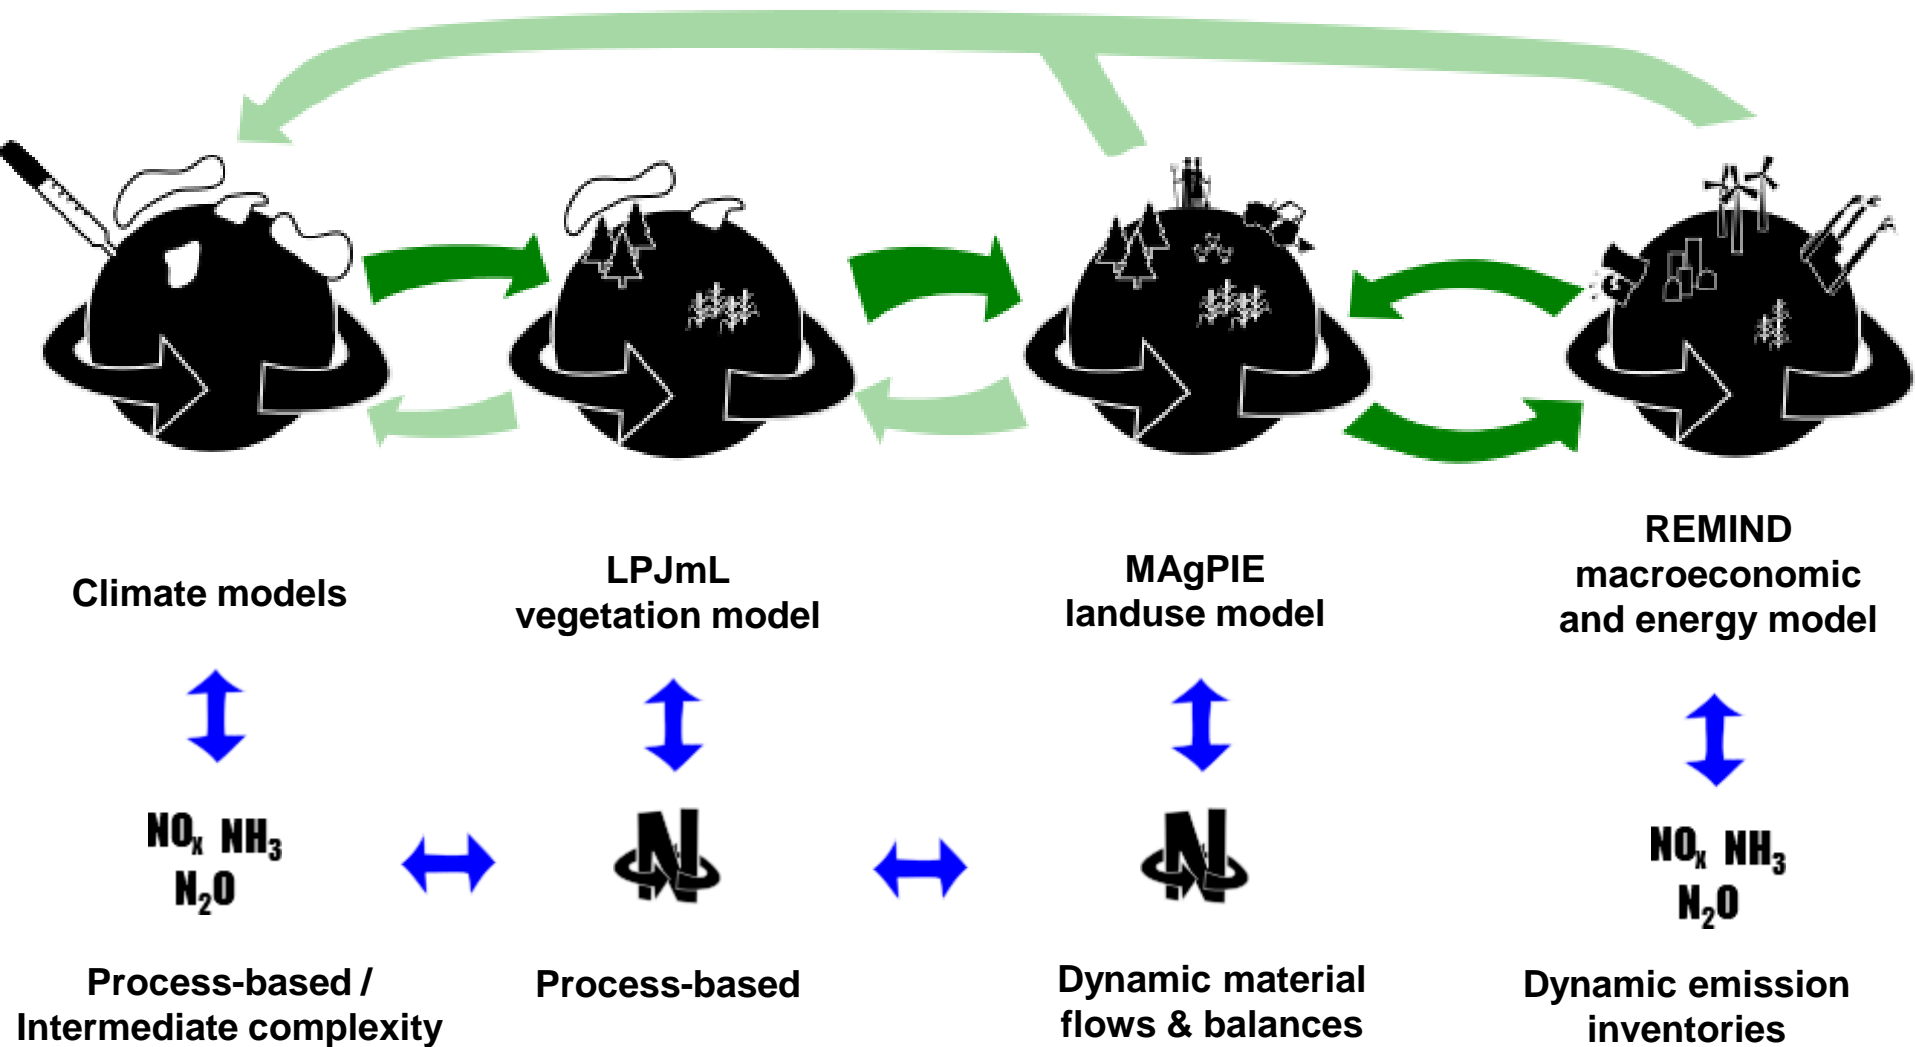 Climate models
LPJmL
vegetation model
MAgPIE
landuse model
REMIND
macroeconomic
and energy model
NOₓ NH₃
N₂O
N
N
NOₓ NH₃
N₂O
Process-based /
Intermediate complexity
Process-based
Dynamic material
flows & balances
Dynamic emission
inventories